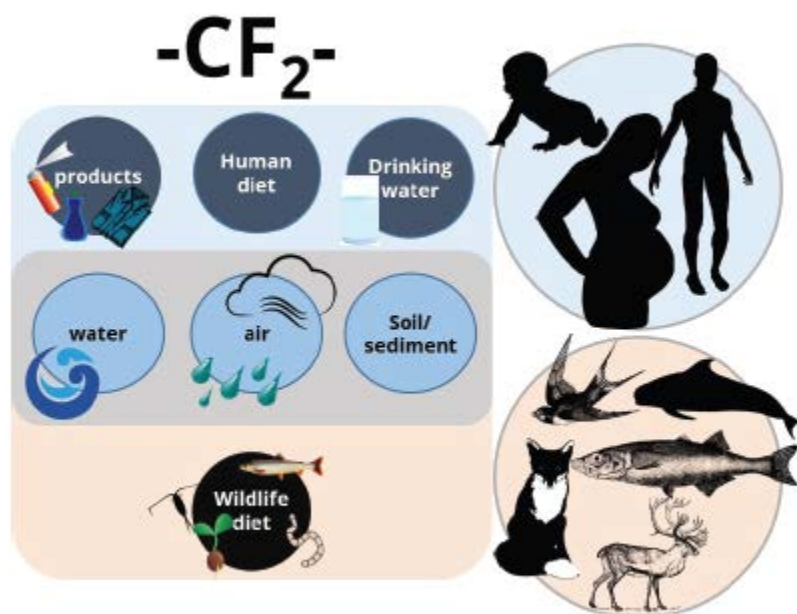 -CF₂-
products
Human
diet
Drinking
water
water
air
Soil/
sediment
Wildlife
diet